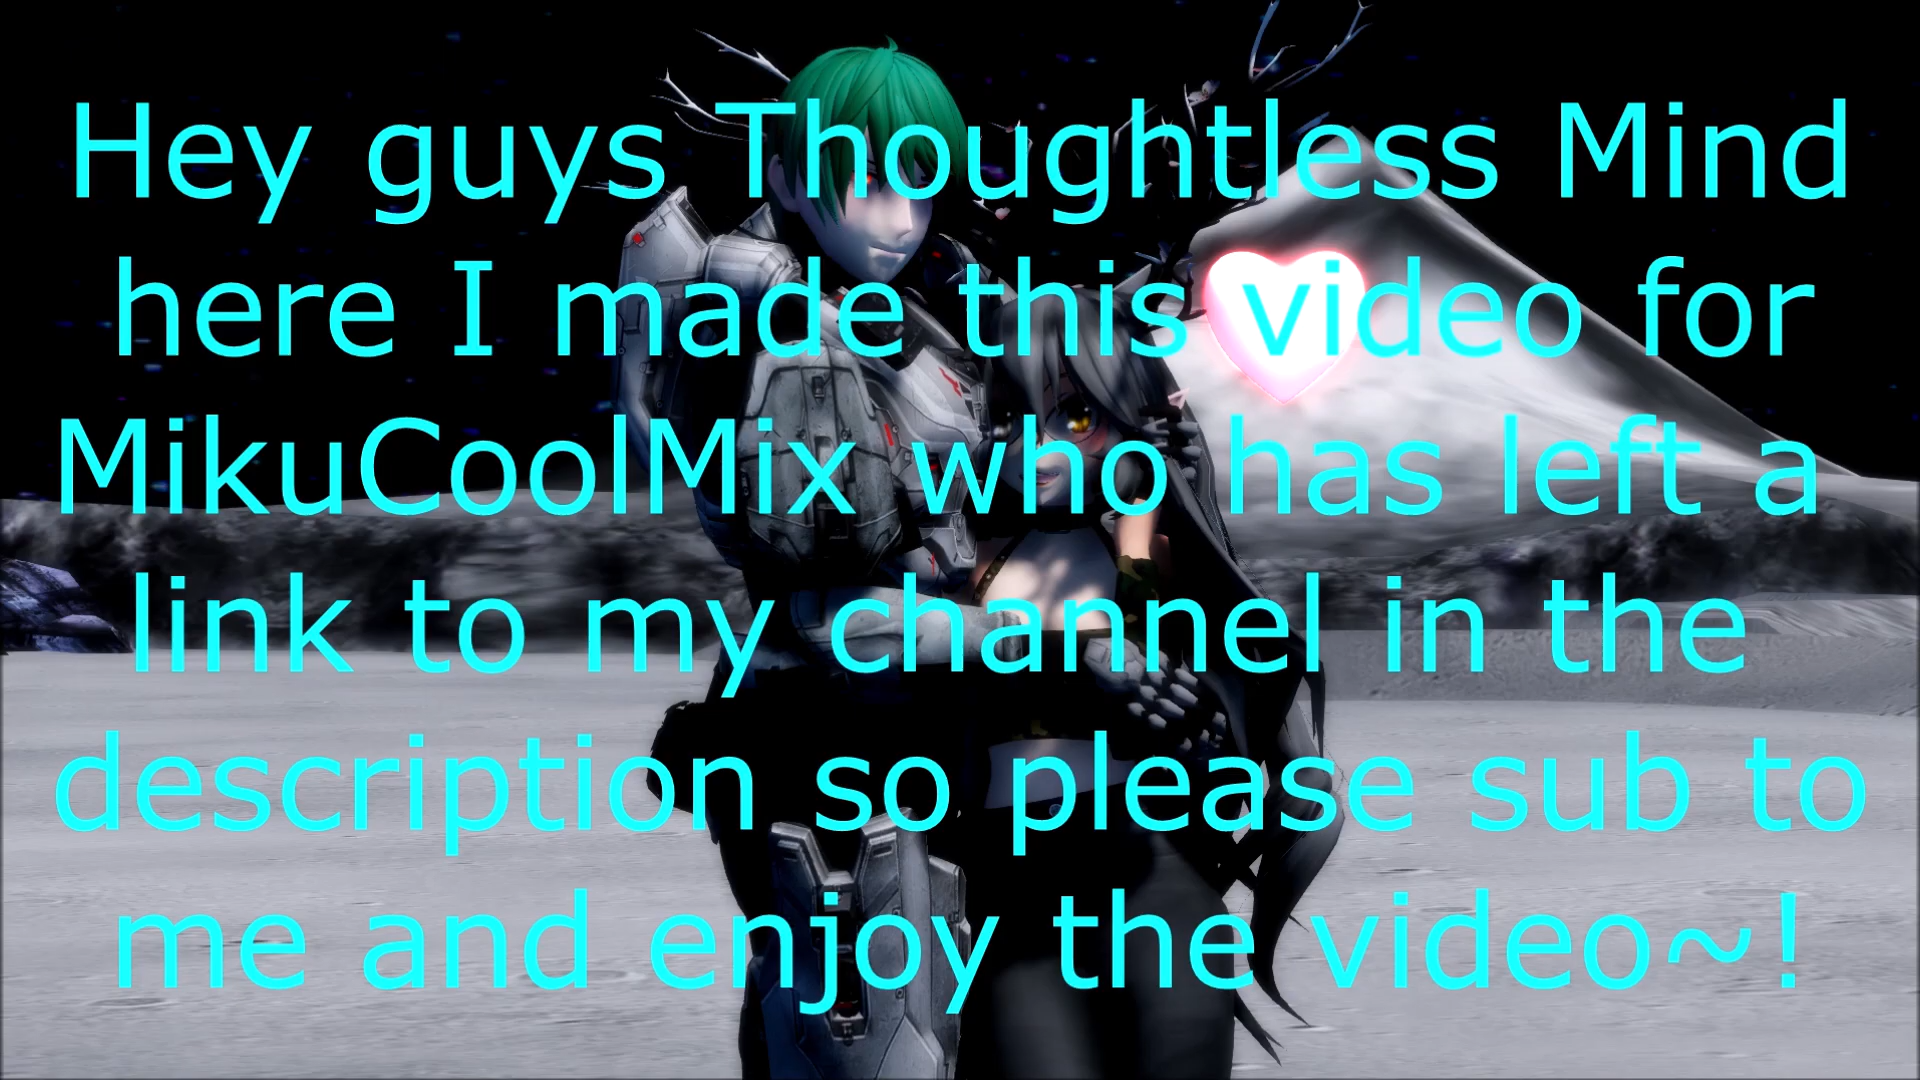 Hey guys Thoughtless Mind
here I made this video for
MikuCoolMix who has left a
link to my channel in the
description so please sub to
me and enjoy the video~!